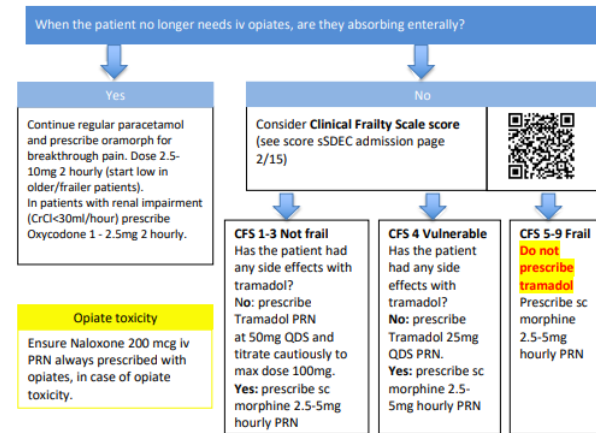 When the patient no longer needs iv opiates, are they absorbing enterally?
Yes
Continue regular paracetamol
and prescribe oramorph for
breakthrough pain. Dose 2.5-
10mg 2 hourly (start low in
older/frailer patients).
In patients with renal impairment
(CrCl<30ml/hour) prescribe
Oxycodone 1 - 2.5mg 2 hourly.
Opiate toxicity
Ensure Naloxone 200 mcg iv
PRN always prescribed with
opiates, in case of opiate
toxicity.
No
Consider Clinical Frailty Scale score
(see score sSDEC admission page
2/15)
CFS 1-3 Not frail
Has the patient had
any side effects with
tramadol?
No: prescribe
Tramadol PRN
at 50mg QDS and
titrate cautiously to
max dose 100mg.
Yes: prescribe sc
morphine 2.5-5mg
hourly PRN
CFS 4 Vulnerable
Has the patient
had any side
effects with
tramadol?
No: prescribe
Tramadol 25mg
QDS PRN.
Yes: prescribe sc
morphine 2.5-
5mg hourly PRN
CFS 5-9 Frail
Do not
prescribe
tramadol
Prescribe sc
morphine
2.5-5mg
hourly PRN